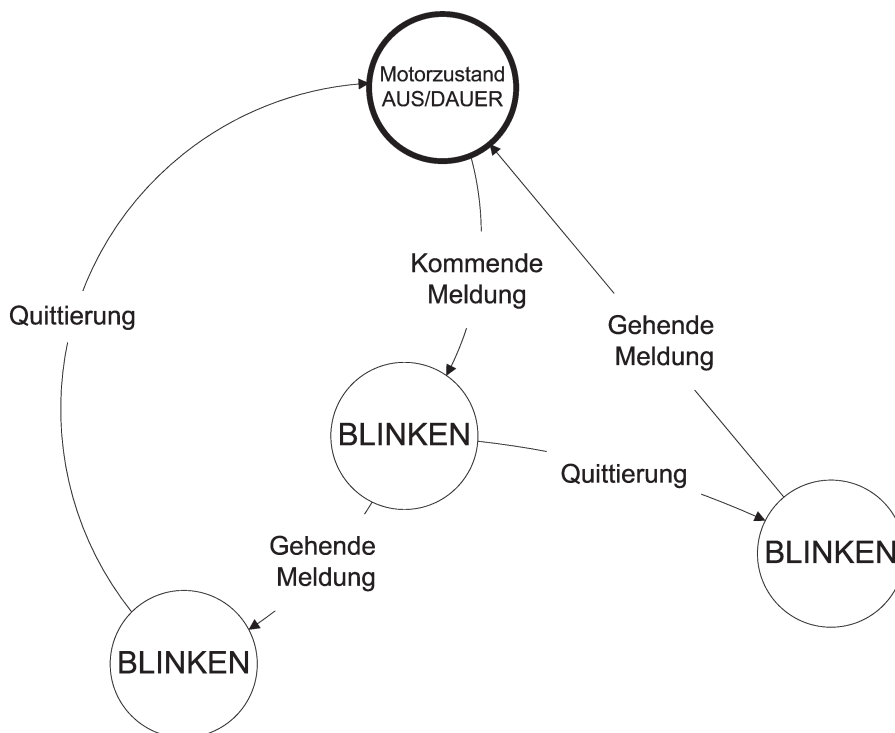 Motorzustand
AUS/DAUER
Kommende
Meldung
Quittierung
Gehende
Meldung
BLINKEN
Quittierung
BLINKEN
Gehende
Meldung
BLINKEN